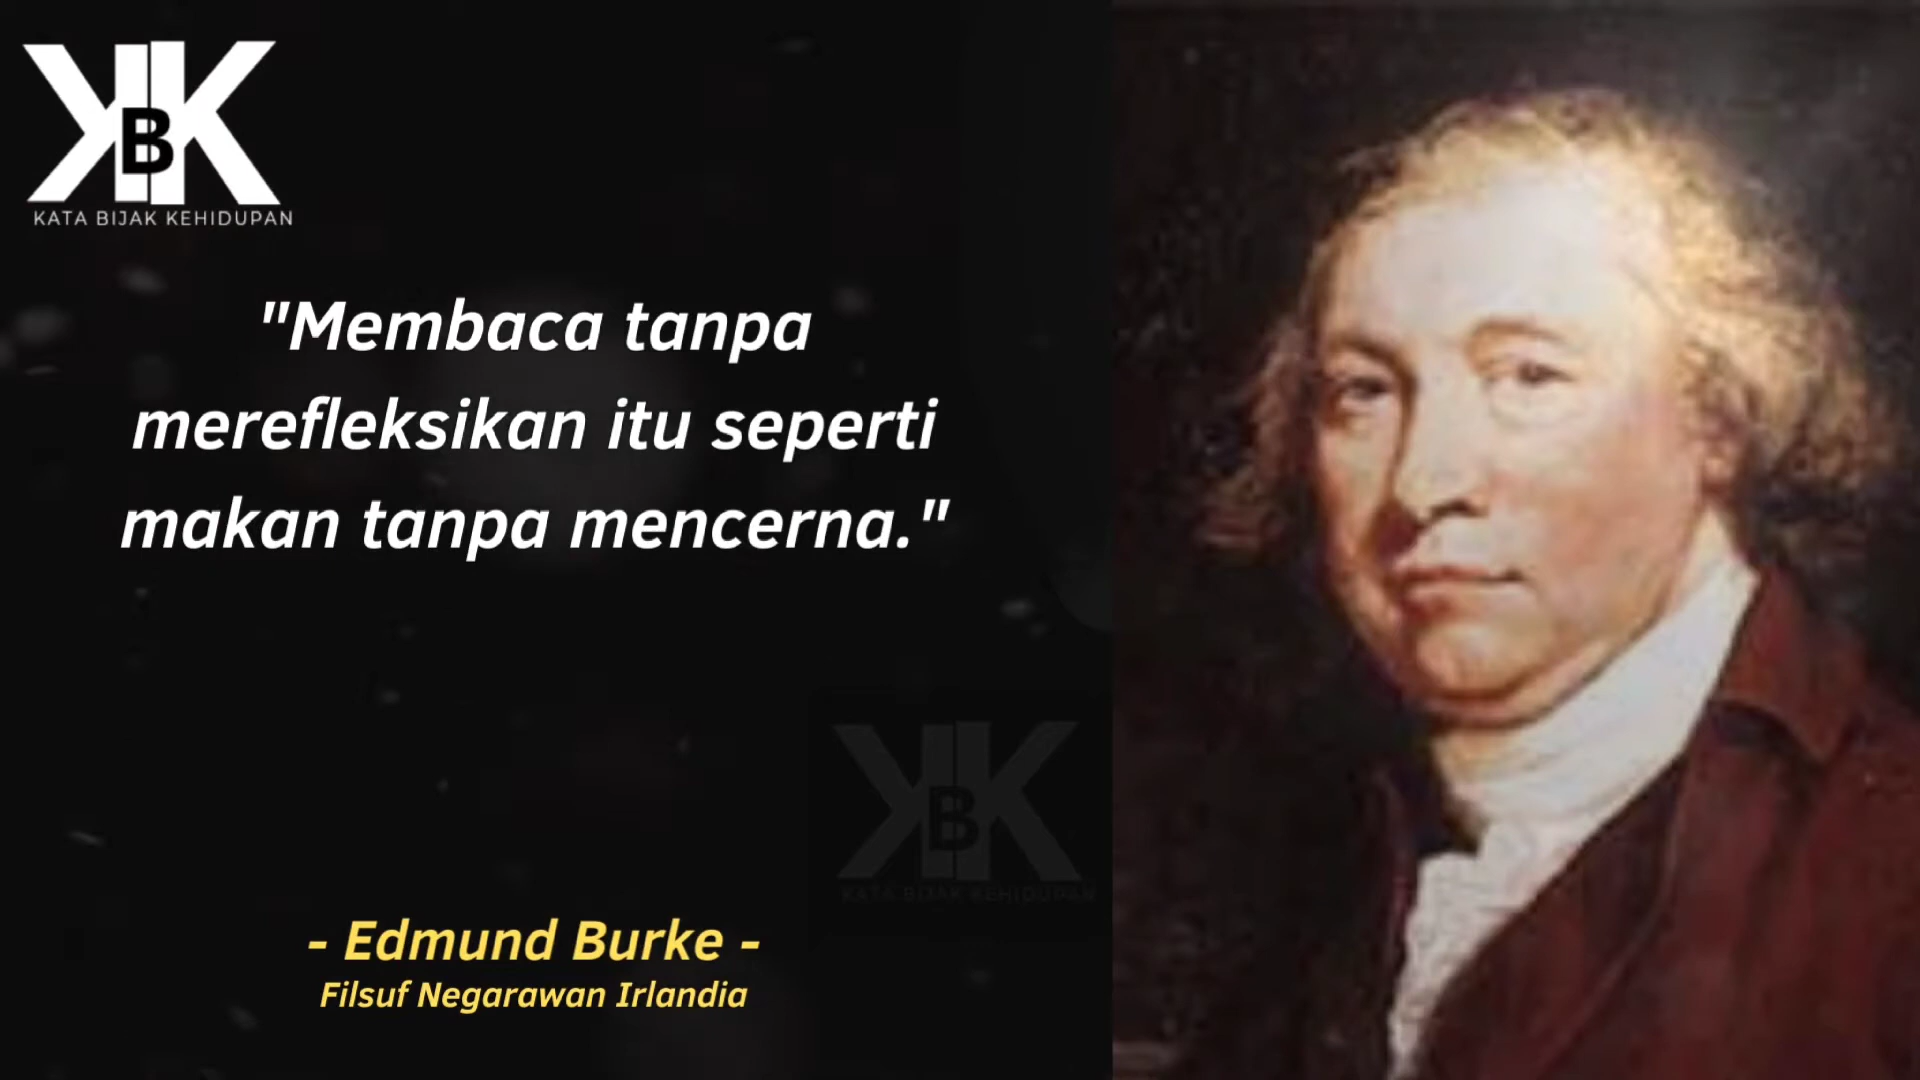 KBK
KATA BIJAK KEHIDUPAN
"Membaca tanpa
merefleksikan itu seperti
makan tanpa mencerna."
KBK
KATA BIJAK KEHIDUPAN
- Edmund Burke -
Filsuf Negarawan Irlandia